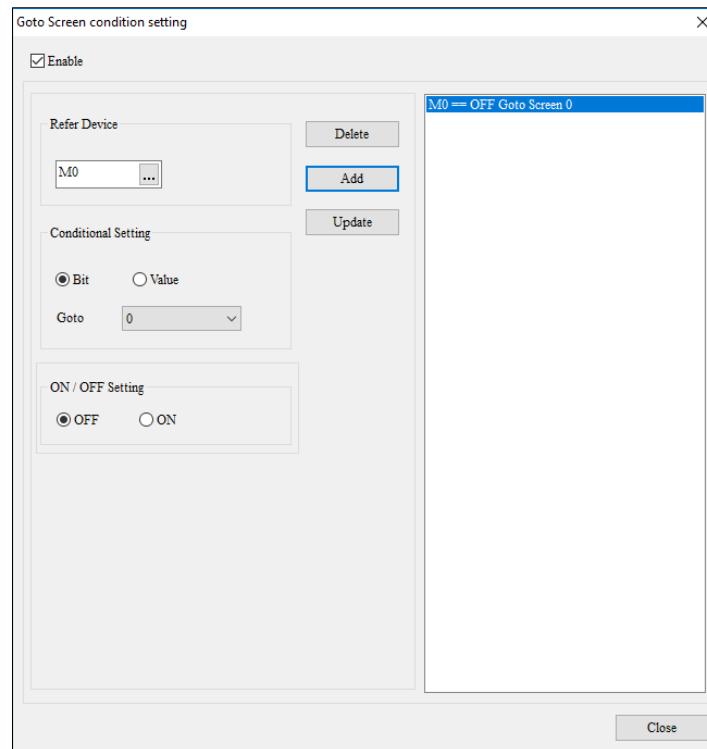 Goto Screen condition setting
Enable
Refer Device
M0
...
Delete
Add
Update
Conditional Setting
Bit
Value
Goto
0
ON / OFF Setting
OFF
ON
M0 == OFF Goto Screen 0
Close